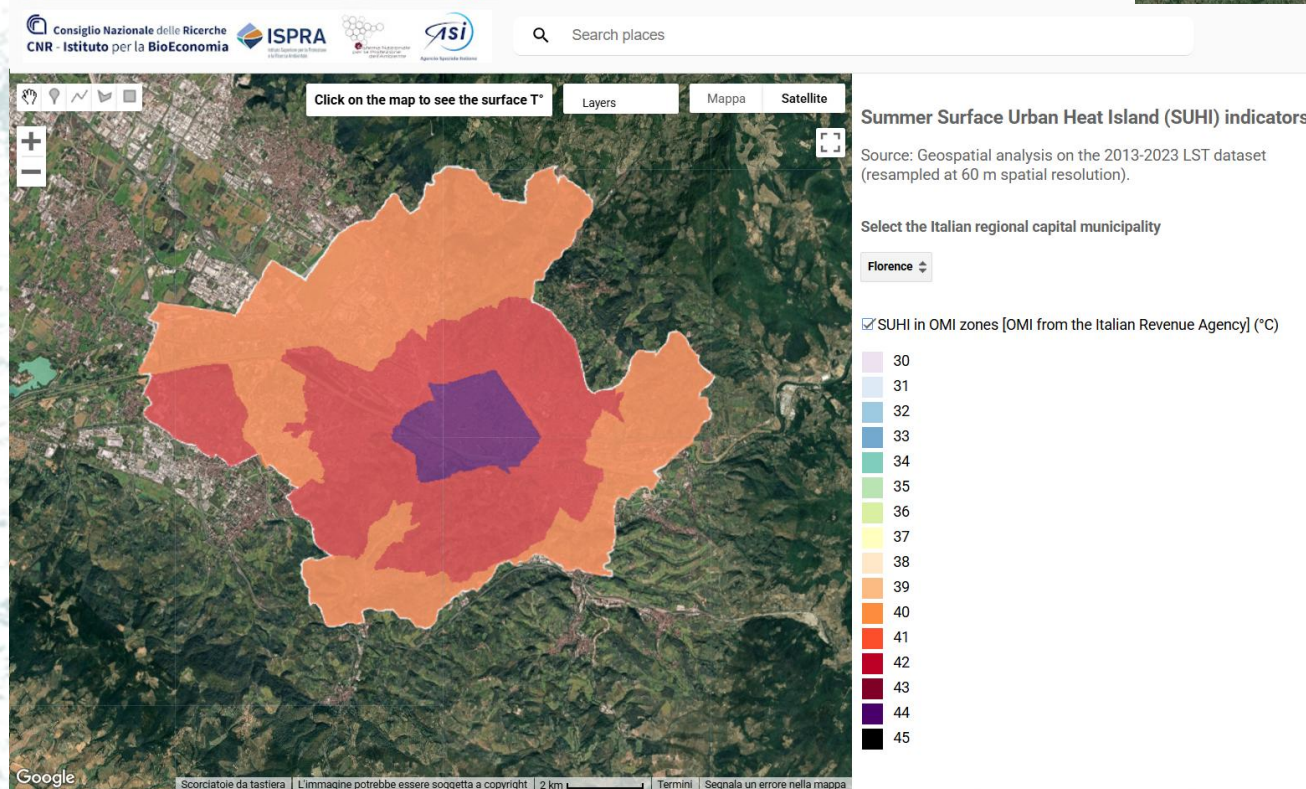 Consiglio Nazionale delle Ricerche
CNR - Istituto per la BioEconomia
ISPRA
asi
Agenzia Spaziale Italiana
Search places
Click on the map to see the surface T°
Layers
Mappa
Satellite
Summer Surface Urban Heat Island (SUHI) indicators
Source: Geospatial analysis on the 2013-2023 LST dataset
(resampled at 60 m spatial resolution).
Select the Italian regional capital municipality
Florence
SUHI in OMI zones [OMI from the Italian Revenue Agency] (°C)
30
31
32
33
34
35
36
37
38
39
40
41
42
43
44
45
Google
Scorciatoie da tastiera
L'immagine potrebbe essere soggetta a copyright
2 km
Termini
Segnala un errore nella mappa